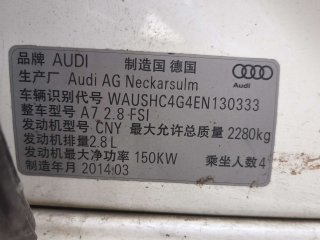 品牌 AUDI 制造国 德国
Audi
生产厂 Audi AG Neckarsulm
车辆识别代号 WAUSHC4G4EN130333
整车型号 A7 2.8 FSI
发动机型号 CNY 最大允许总质量 2280kg
发动机排量2.8L
发动机最大净功率 150KW 乘坐人数4
制造年月 2014.03